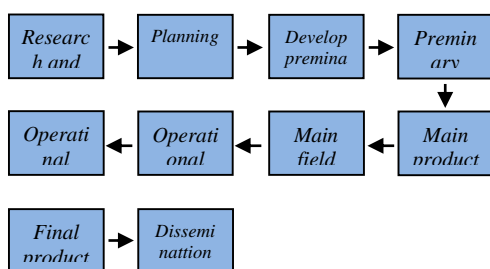 Researc
h and
Planning
Develop
premina
Premin
ary
Main
product
Main
field
Operati
onal
Operati
nal
Final
product
Dissemi
nattion